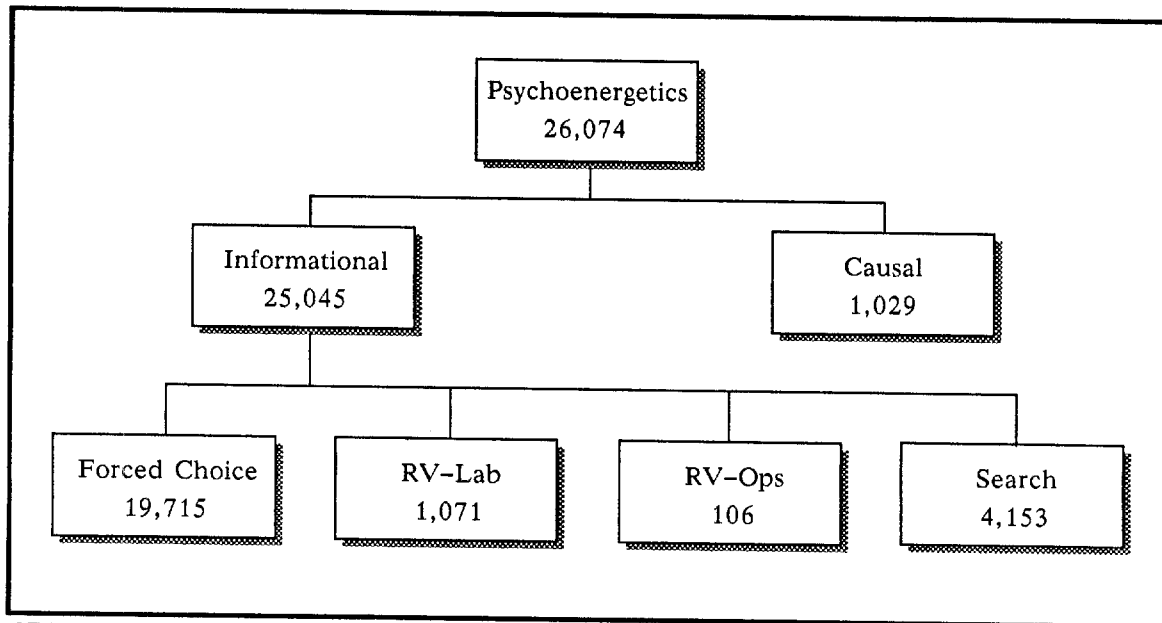 Psychoenergetics
26,074
Informational
25,045
Causal
1,029
Forced Choice
19,715
RV-Lab
1,071
RV-Ops
106
Search
4,153